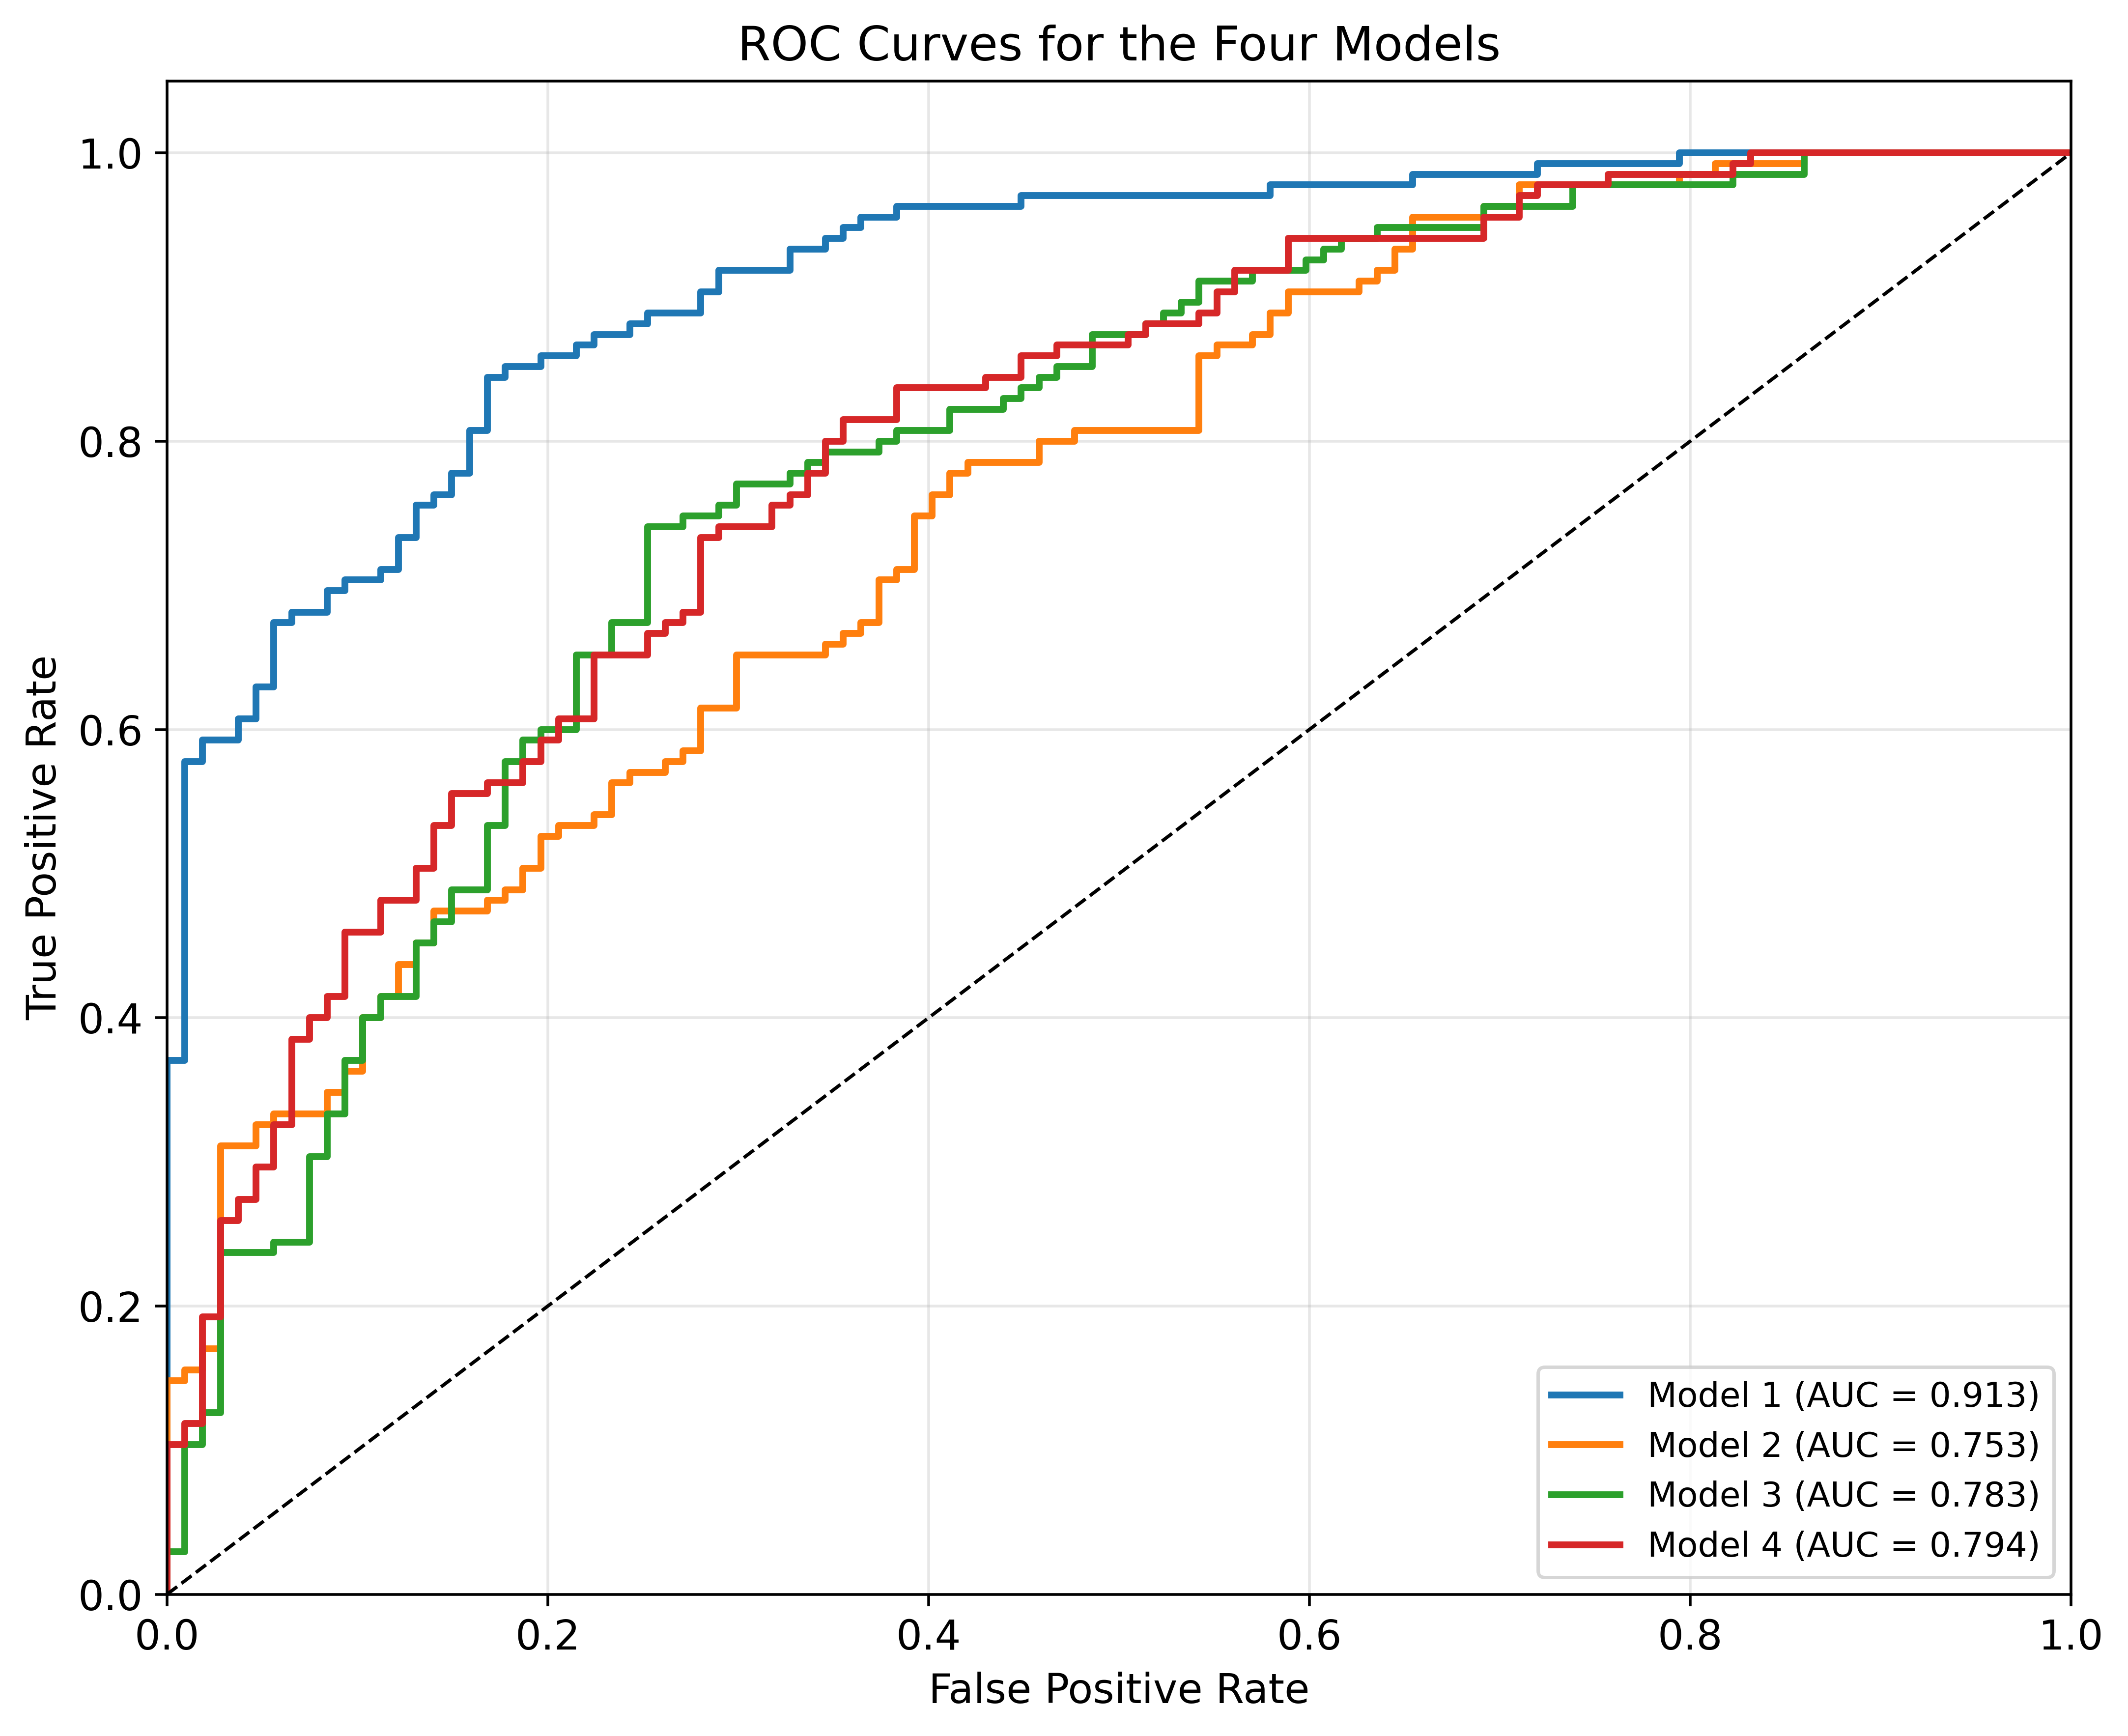 ROC Curves for the Four Models
1.0
0.8
0.6
0.4
0.2
0.0
True Positive Rate
0.0 0.2 0.4 0.6 0.8 1.0
False Positive Rate
Model 1 (AUC = 0.913)
Model 2 (AUC = 0.753)
Model 3 (AUC = 0.783)
Model 4 (AUC = 0.794)